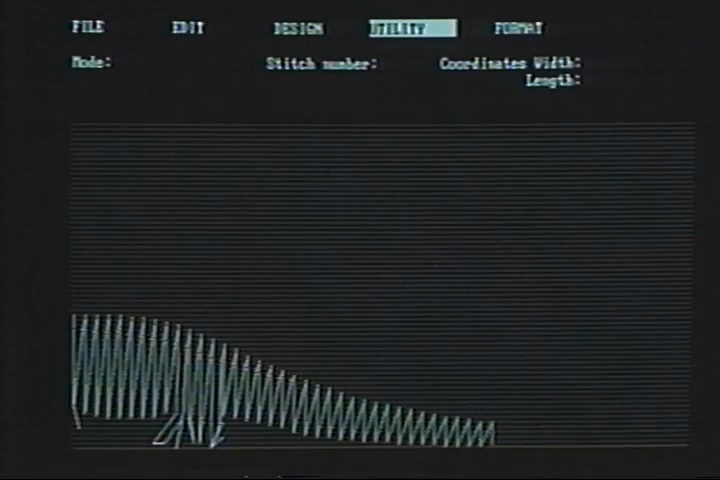 FILE EDIT DESIGN UTILITY FORMAT
Mode: Stitch number: Coordinates Width:
Length: